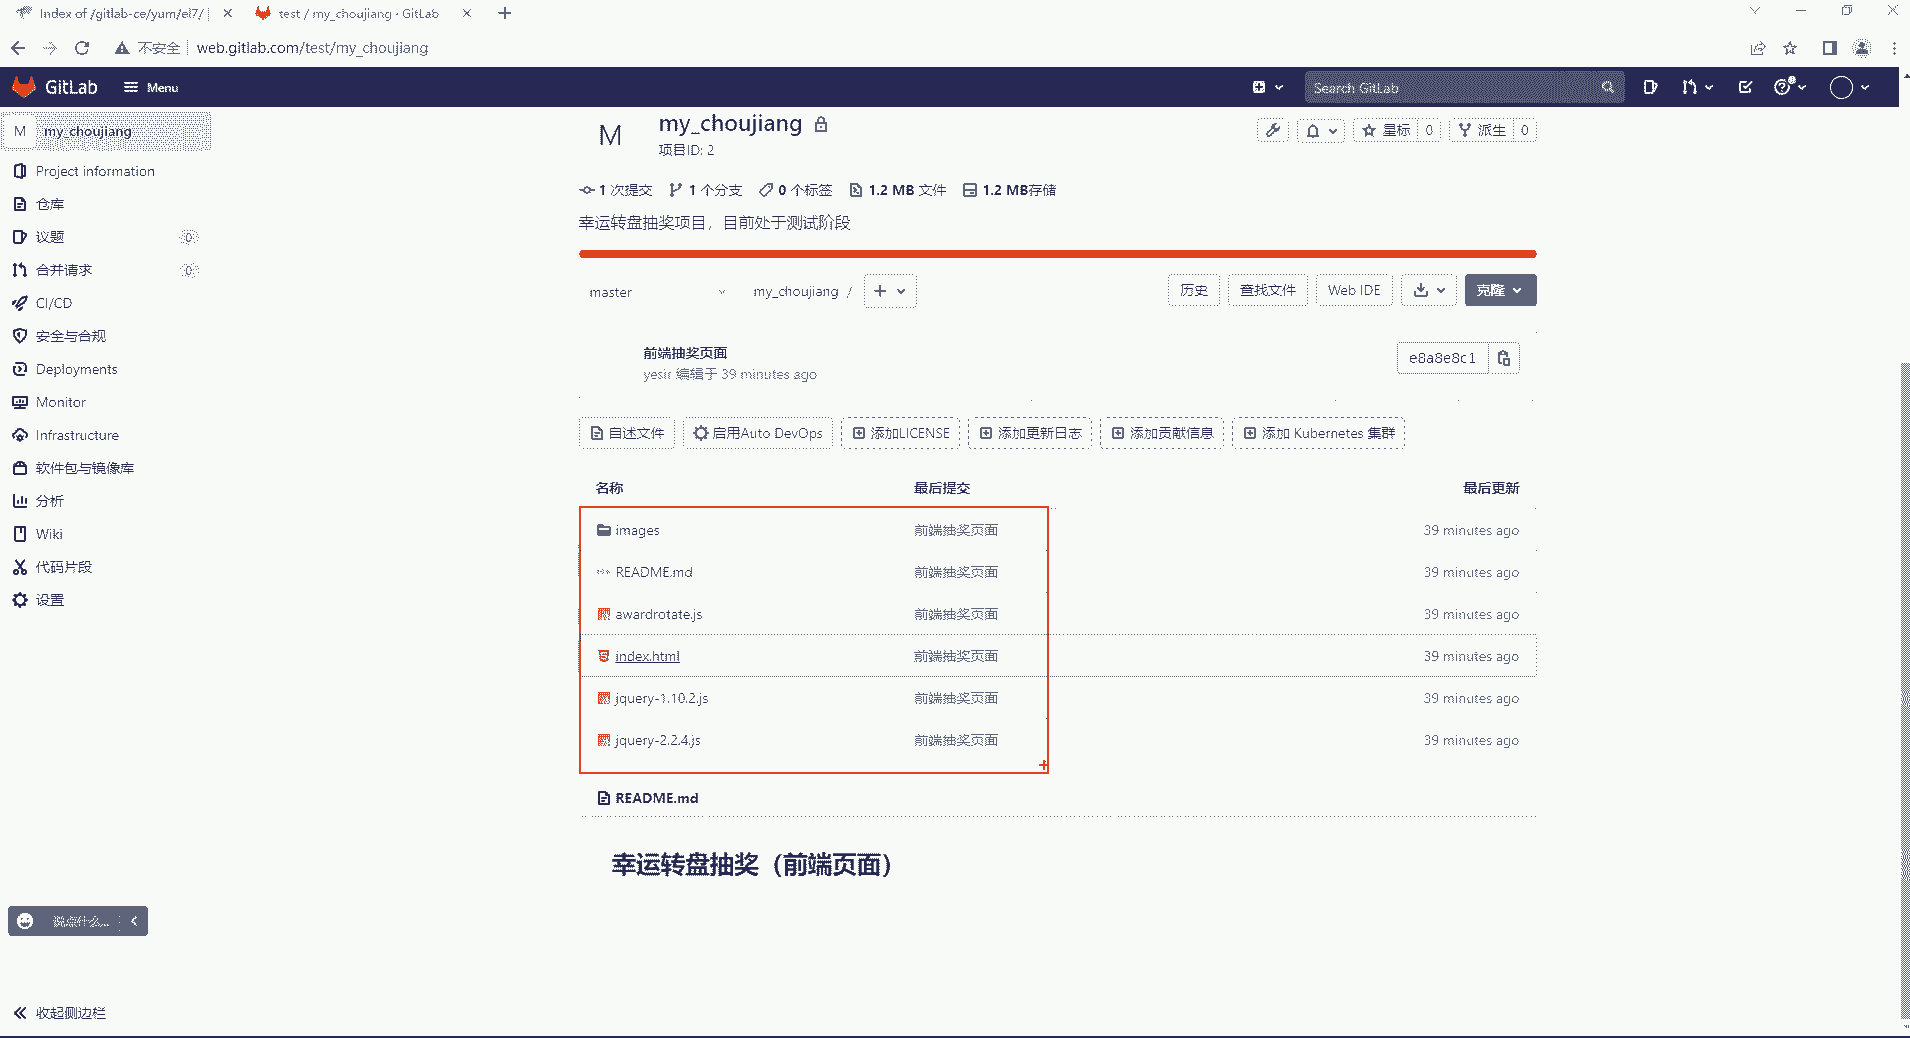 Index of /gitlab-ce/yum/el7/
test / my_choujiang · GitLab
不安全
web.gitlab.com/test/my_choujiang
GitLab
Menu
Search GitLab
M
my_choujiang
Project information
仓库
议题
0
合并请求
0
CI/CD
安全与合规
Deployments
Monitor
Infrastructure
软件包与镜像库
分析
Wiki
代码片段
设置
说点什么...
收起侧边栏
M
my_choujiang
项目ID: 2
星标
0
派生
0
1 次提交
1 个分支
0 个标签
1.2 MB 文件
1.2 MB存储
幸运转盘抽奖项目，目前处于测试阶段
master
my_choujiang /
历史
查找文件
Web IDE
克隆
前端抽奖页面
yesir 编辑于 39 minutes ago
e8a8e8c1
自述文件
启用Auto DevOps
添加LICENSE
添加更新日志
添加贡献信息
添加 Kubernetes 集群
名称 最后提交 最后更新
images 前端抽奖页面 39 minutes ago
README.md 前端抽奖页面 39 minutes ago
awardrotate.js 前端抽奖页面 39 minutes ago
index.html 前端抽奖页面 39 minutes ago
jquery-1.10.2.js 前端抽奖页面 39 minutes ago
jquery-2.2.4.js 前端抽奖页面 39 minutes ago
README.md
幸运转盘抽奖（前端页面）